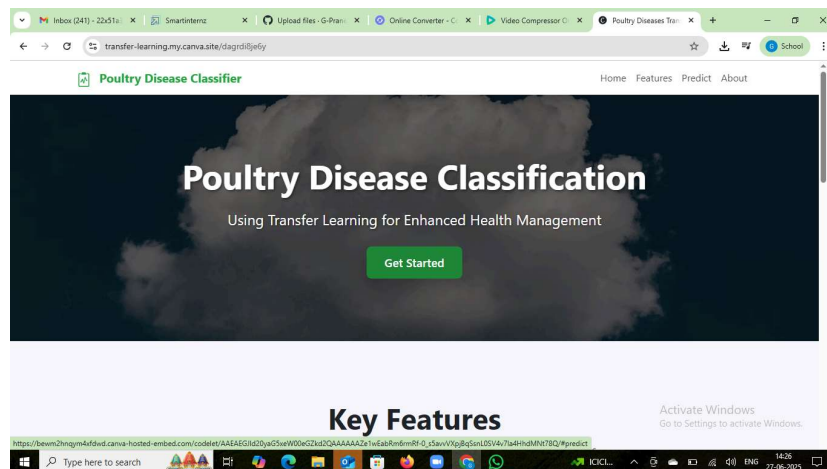 Inbox (241) - 22x51a
Smartinternz
Upload files · G-Pran
Online Converter - C
Video Compressor O
Poultry Diseases Tran
transfer-learning.my.canva.site/dagrdi8je6y
School
Poultry Disease Classifier
Home Features Predict About
Poultry Disease Classification
Using Transfer Learning for Enhanced Health Management
Get Started
Key Features
Activate Windows
Go to Settings to activate Windows.
Type here to search
ICICI...
ENG
14:26
27-06-2025